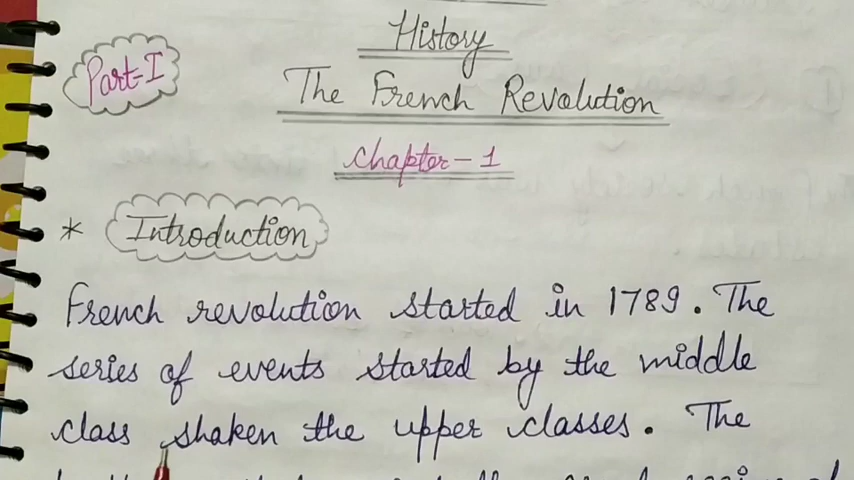 History
Part-I
The French Revolution
Chapter-1
* Introduction
French revolution started in 1789. The
series of events started by the middle
class shaken the upper classes. The